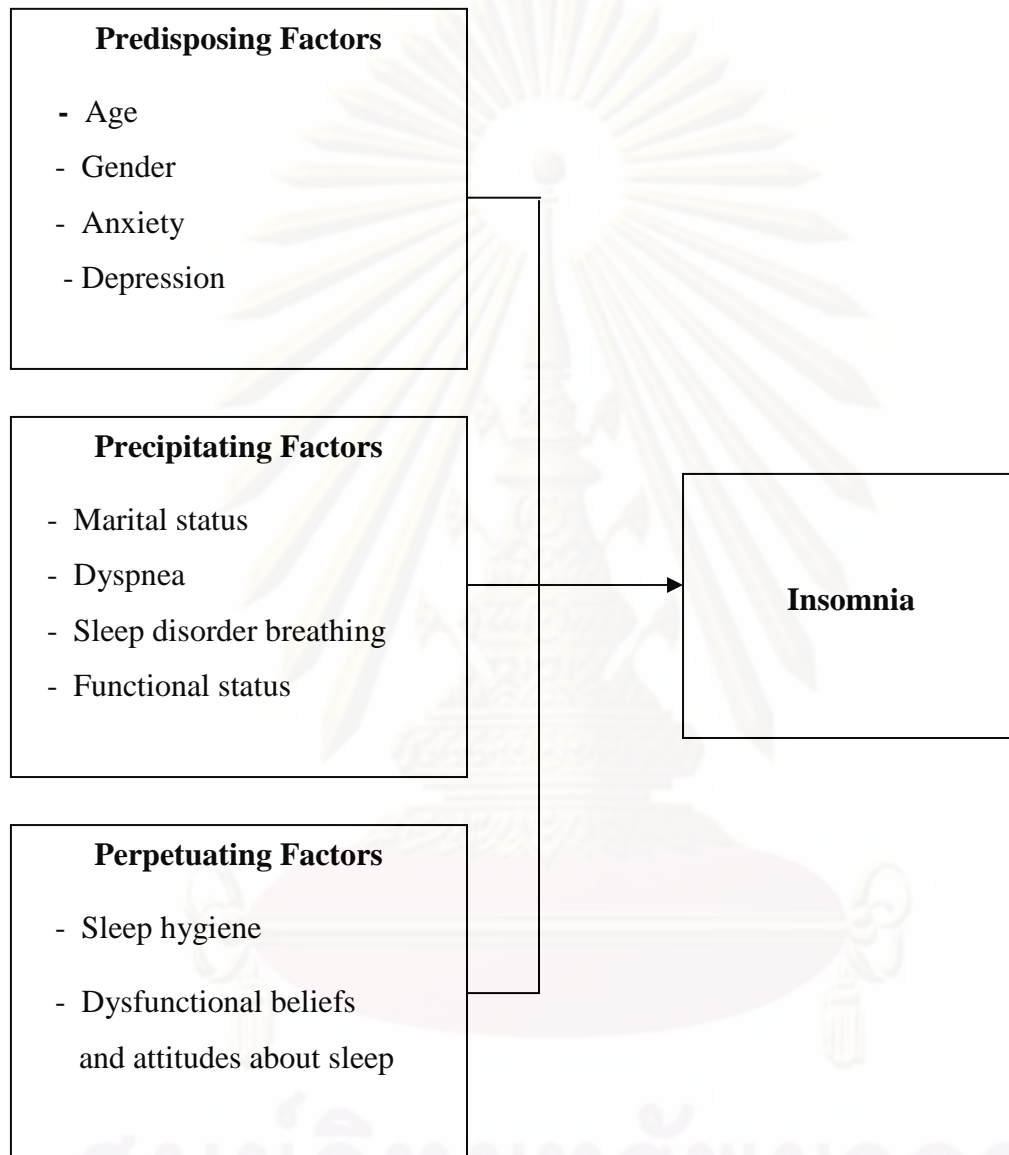 Predisposing Factors
- Age
- Gender
- Anxiety
- Depression
Precipitating Factors
- Marital status
- Dyspnea
- Sleep disorder breathing
- Functional status
Insomnia
Perpetuating Factors
- Sleep hygiene
- Dysfunctional beliefs
and attitudes about sleep